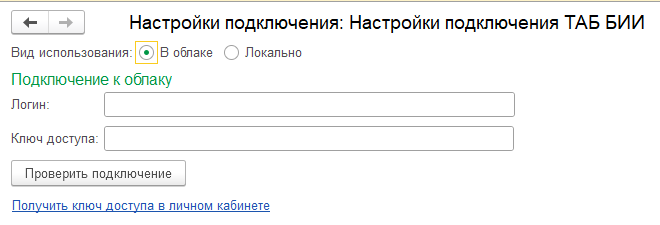 Настройки подключения: Настройки подключения ТАБ БИИ
Вид использования: В облаке Локально
Подключение к облаку
Логин:
Ключ доступа:
Проверить подключение
Получить ключ доступа в личном кабинете